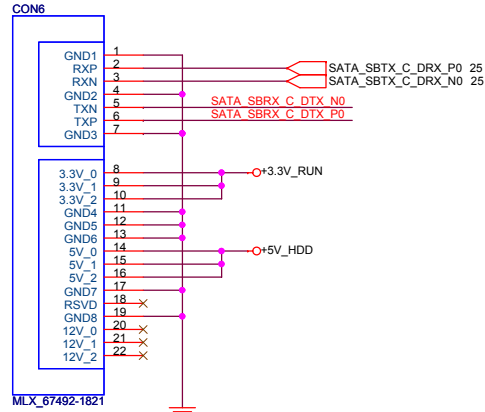 CON6
GND1 1
RXP 2 SATA_SBTX_C_DRX_P0 25
RXN 3 SATA_SBTX_C_DRX_N0 25
GND2 4
TXN 5 SATA_SBRX_C_DTX_N0
TXP 6 SATA_SBRX_C_DTX_P0
GND3 7
3.3V_0 8 +3.3V_RUN
3.3V_1 9
3.3V_2 10
GND4 11
GND5 12
GND6 13
5V_0 14 +5V_HDD
5V_1 15
5V_2 16
GND7 17
RSVD 18
GND8 19
12V_0 20
12V_1 21
12V_2 22
MLX_67492-1821